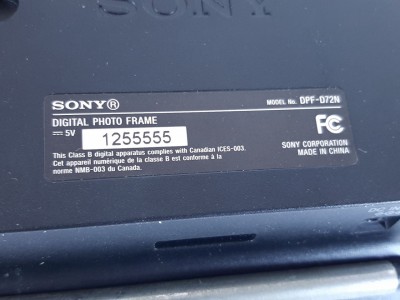 SONY
SONY® MODEL No. DPF-D72N
DIGITAL PHOTO FRAME
⎓ 5V 1255555 FC
This Class B digital apparatus complies with Canadian ICES-003.
Cet appareil numérique de la classe B est conforme à la
norme NMB-003 du Canada.
SONY CORPORATION
MADE IN CHINA